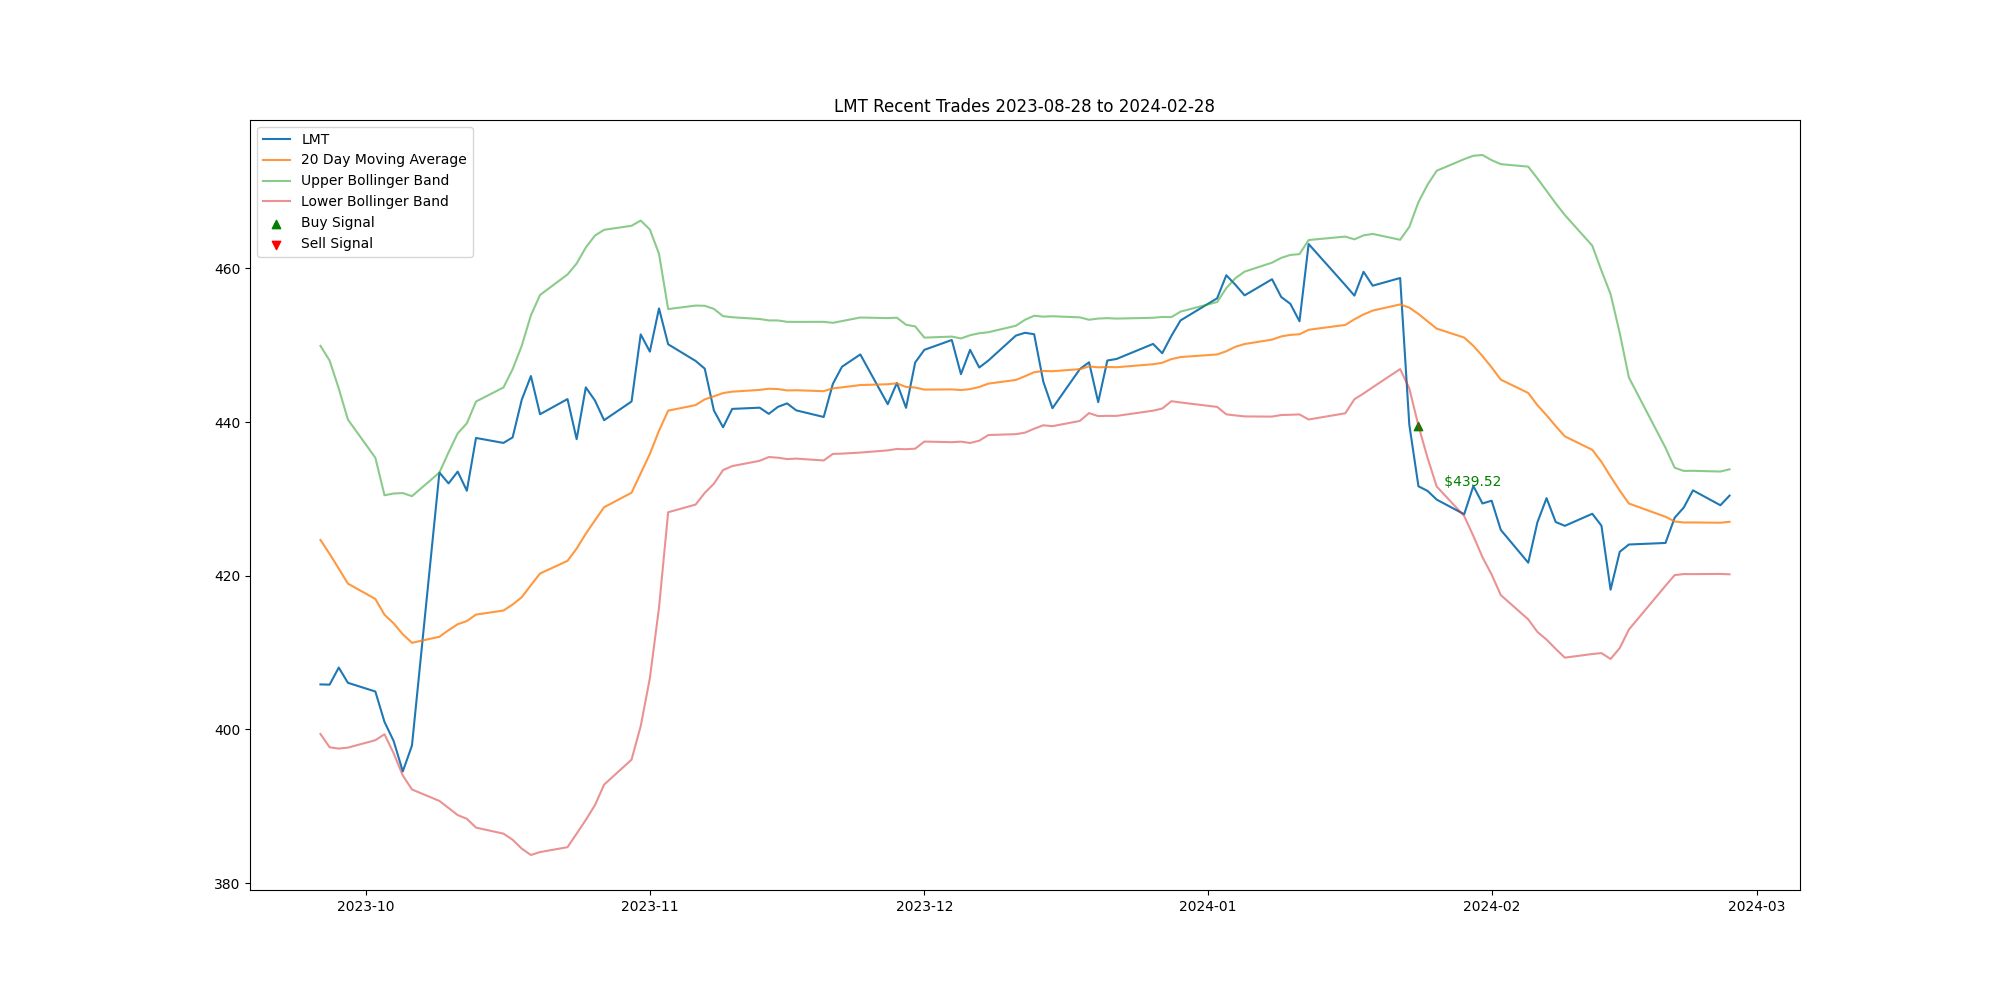 LMT Recent Trades 2023-08-28 to 2024-02-28
LMT
20 Day Moving Average
Upper Bollinger Band
Lower Bollinger Band
Buy Signal
Sell Signal
460
440
420
400
380
$439.52
2023-10
2023-11
2023-12
2024-01
2024-02
2024-03